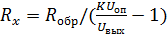 Rₓ = Rобр/(KUоп/Uвых − 1)